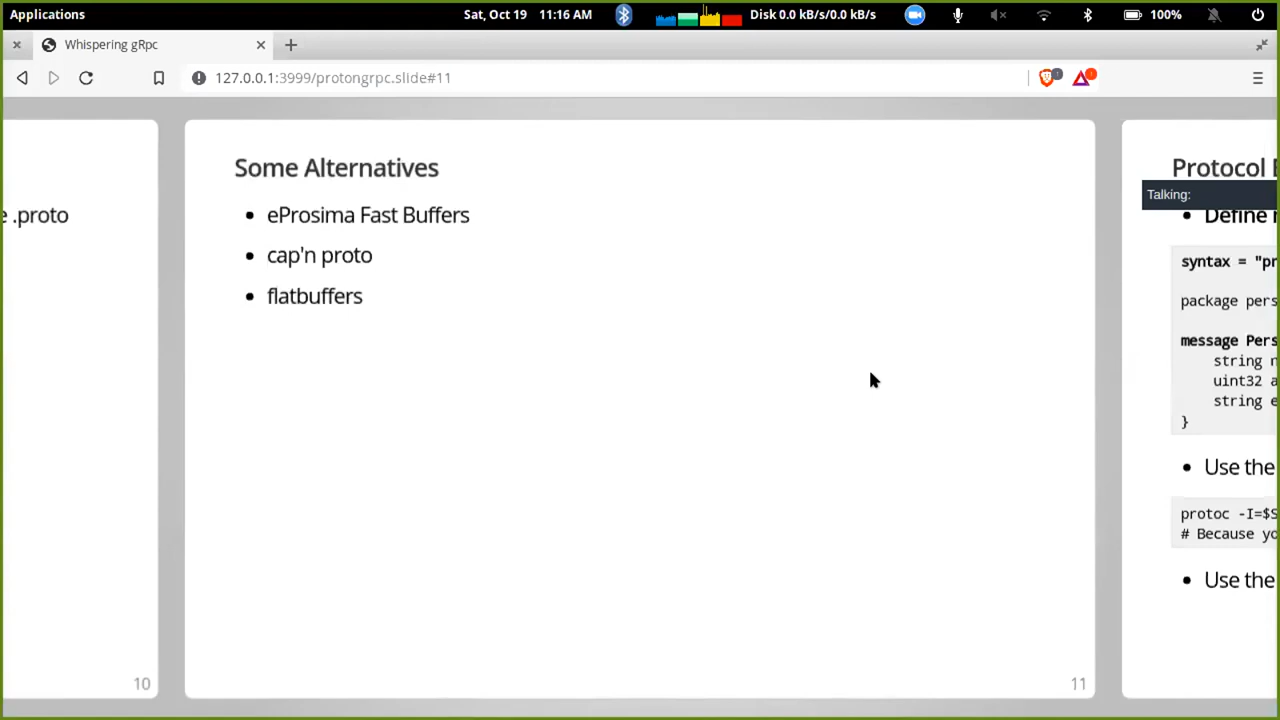 Applications
Sat, Oct 19 11:16 AM
Disk 0.0 kB/s/0.0 kB/s
100%
Whispering gRpc
127.0.0.1:3999/protongrpc.slide#11
e .proto
10
Some Alternatives
• eProsima Fast Buffers
• cap'n proto
• flatbuffers
11
Protocol
Talking:
• Define
syntax = "pr
package pers
message Pers
string n
uint32 a
string e
}
• Use the
protoc -I=$S
# Because yo
• Use the